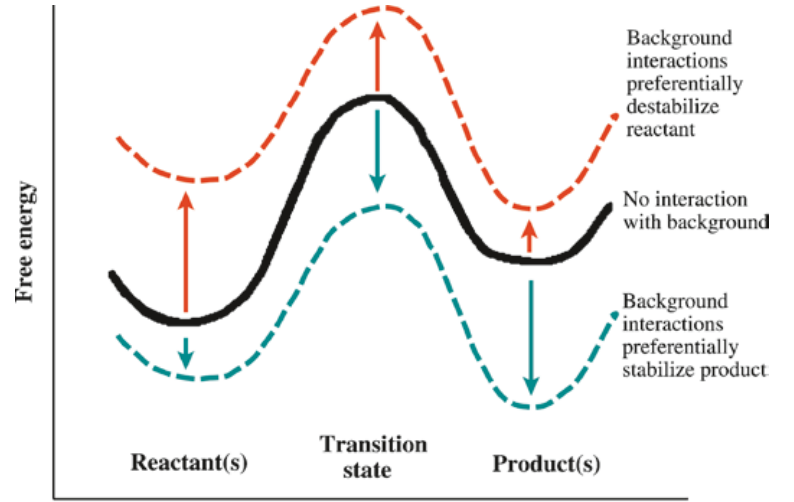 Background
interactions
preferentially
destabilize
reactant
Free energy
No interaction
with background
Background
interactions
preferentially
stabilize product
Reactant(s)
Transition
state
Product(s)